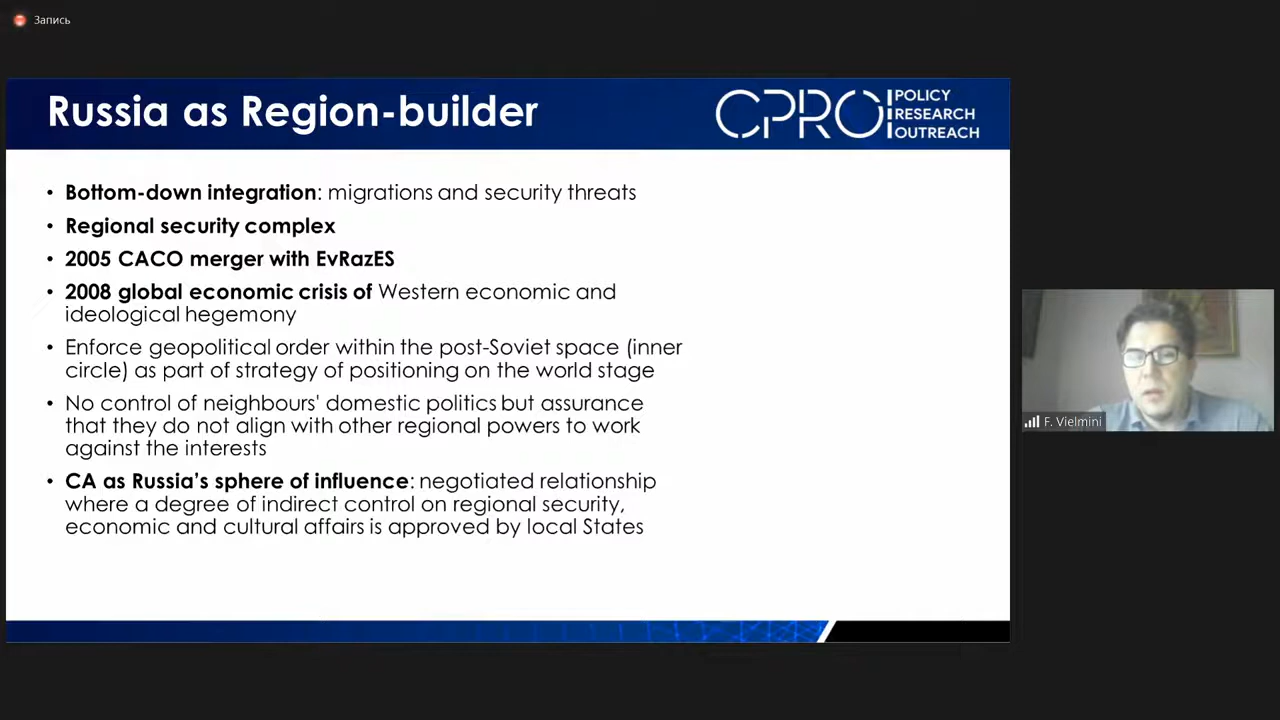 Запись
Russia as Region-builder
CPRO
POLICY
RESEARCH
OUTREACH
• Bottom-down integration: migrations and security threats
• Regional security complex
• 2005 CACO merger with EvRazES
• 2008 global economic crisis of Western economic and
ideological hegemony
• Enforce geopolitical order within the post-Soviet space (inner
circle) as part of strategy of positioning on the world stage
• No control of neighbours' domestic politics but assurance
that they do not align with other regional powers to work
against the interests
• CA as Russia’s sphere of influence: negotiated relationship
where a degree of indirect control on regional security,
economic and cultural affairs is approved by local States
F. Vielmini